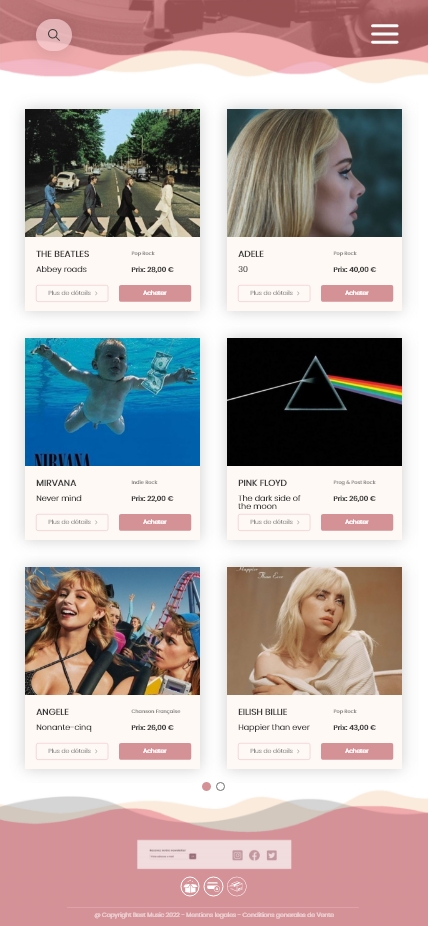 THE BEATLES
Pop Rock
Abbey roads
Prix: 28,00 €
Plus de détails >
Acheter
ADELE
Pop Rock
30
Prix: 40,00 €
Plus de détails >
Acheter
NIRVANA
MIRVANA
Indie Rock
Never mind
Prix: 22,00 €
Plus de détails >
Acheter
PINK FLOYD
Prog & Post Rock
The dark side of
the moon
Prix: 26,00 €
Plus de détails >
Acheter
ANGELE
Chanson Française
Nonante-cinq
Prix: 26,00 €
Plus de détails >
Acheter
Happier
Than Ever
EILISH BILLIE
Pop Rock
Happier than ever
Prix: 43,00 €
Plus de détails >
Acheter
@ Copyright Beat Music 2022 - Mentions legales - Conditions generales de Vente